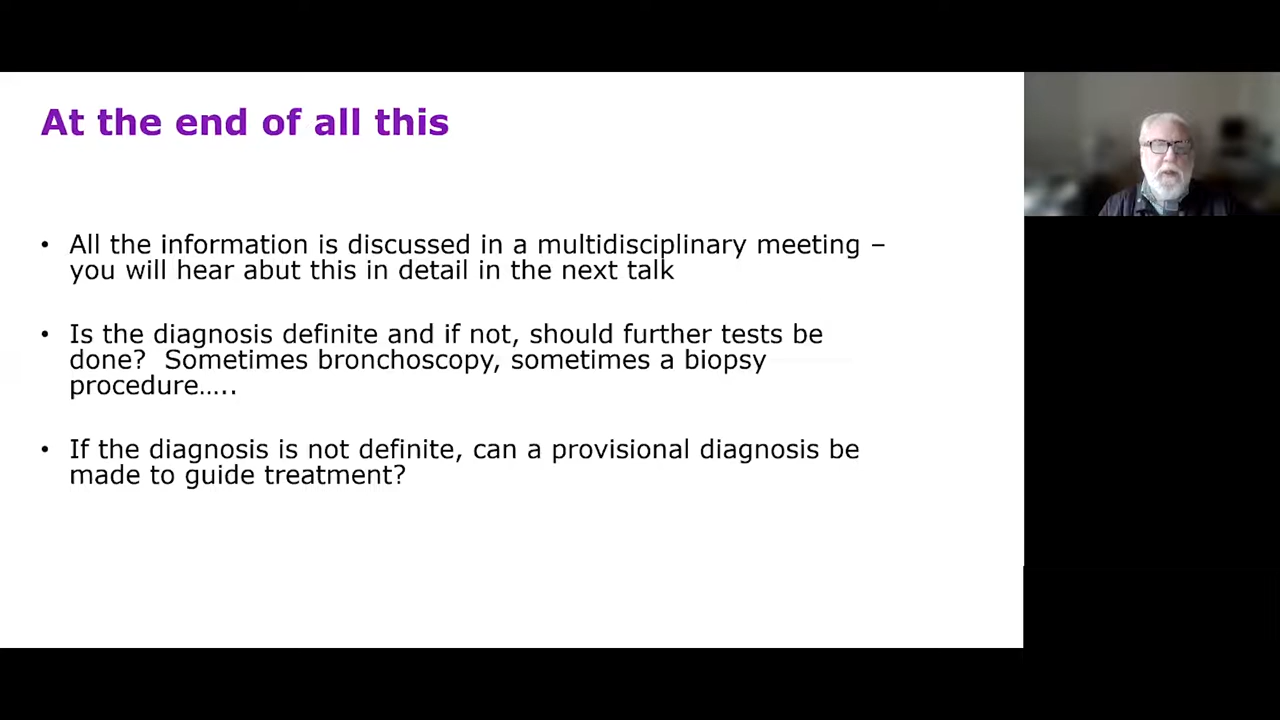 At the end of all this
• All the information is discussed in a multidisciplinary meeting –
you will hear abut this in detail in the next talk
• Is the diagnosis definite and if not, should further tests be
done?  Sometimes bronchoscopy, sometimes a biopsy
procedure…..
• If the diagnosis is not definite, can a provisional diagnosis be
made to guide treatment?